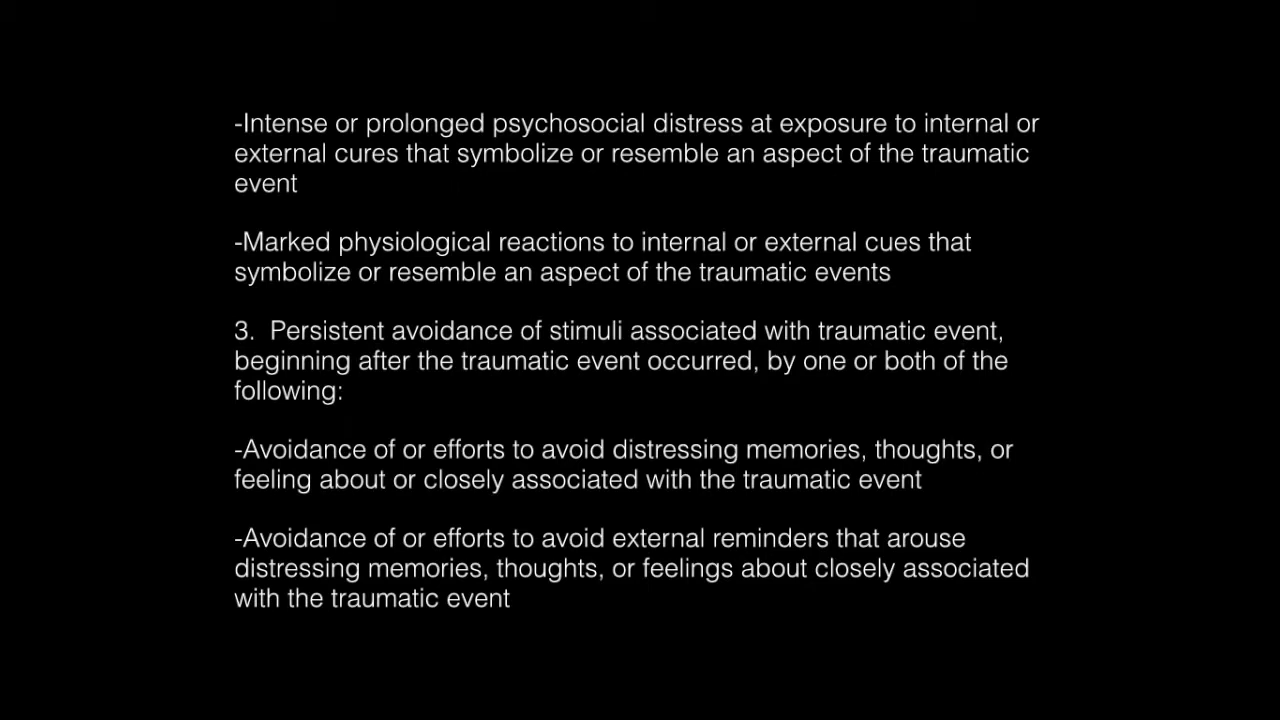 -Intense or prolonged psychosocial distress at exposure to internal or
external cures that symbolize or resemble an aspect of the traumatic
event
-Marked physiological reactions to internal or external cues that
symbolize or resemble an aspect of the traumatic events
3.  Persistent avoidance of stimuli associated with traumatic event,
beginning after the traumatic event occurred, by one or both of the
following:
-Avoidance of or efforts to avoid distressing memories, thoughts, or
feeling about or closely associated with the traumatic event
-Avoidance of or efforts to avoid external reminders that arouse
distressing memories, thoughts, or feelings about closely associated
with the traumatic event